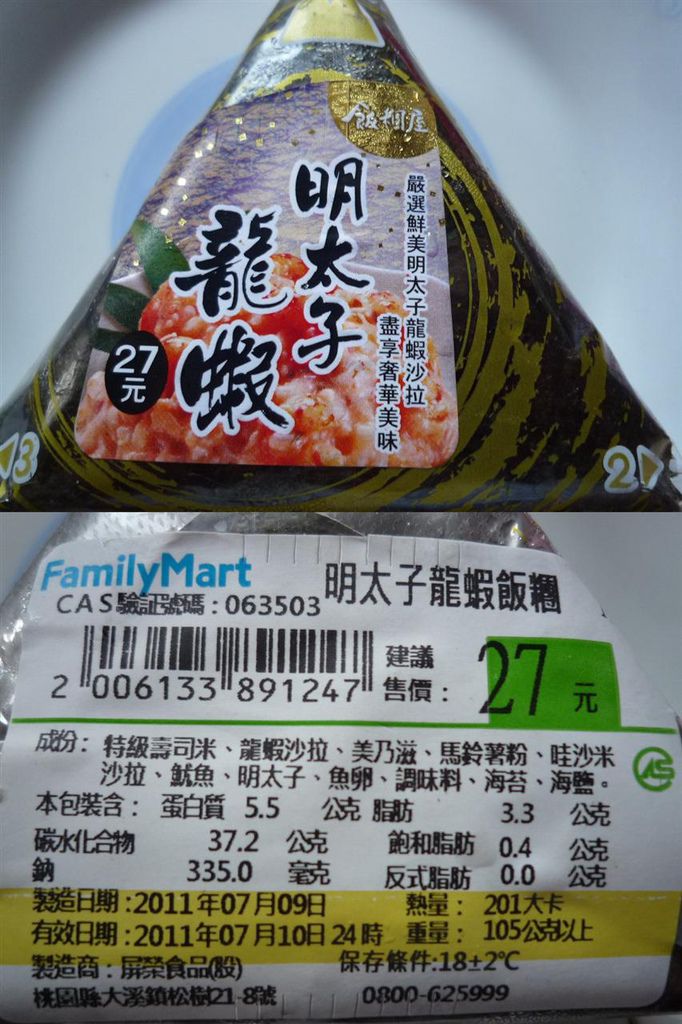 飯糰屋
嚴選鮮美明太子龍蝦沙拉
盡享奢華美味
明太子
龍蝦
27
元
3
2
FamilyMart
明太子龍蝦飯糰
CAS驗証號碼:063503
2 006133 891247
建議
售價: 27 元
成份: 特級壽司米、龍蝦沙拉、美乃滋、馬鈴薯粉、哇沙米
沙拉、魷魚、明太子、魚卵、調味料、海苔、海鹽。
本包裝含: 蛋白質 5.5 公克 脂肪 3.3 公克
碳水化合物 37.2 公克 飽和脂肪 0.4 公克
鈉 335.0 毫克 反式脂肪 0.0 公克
製造日期:2011年07月09日 熱量: 201大卡
有效日期:2011年07月10日24時 重量: 105公克以上
製造商:屏榮食品(股) 保存條件:18±2℃
桃園縣大溪鎮松樹21-8號 0800-625999